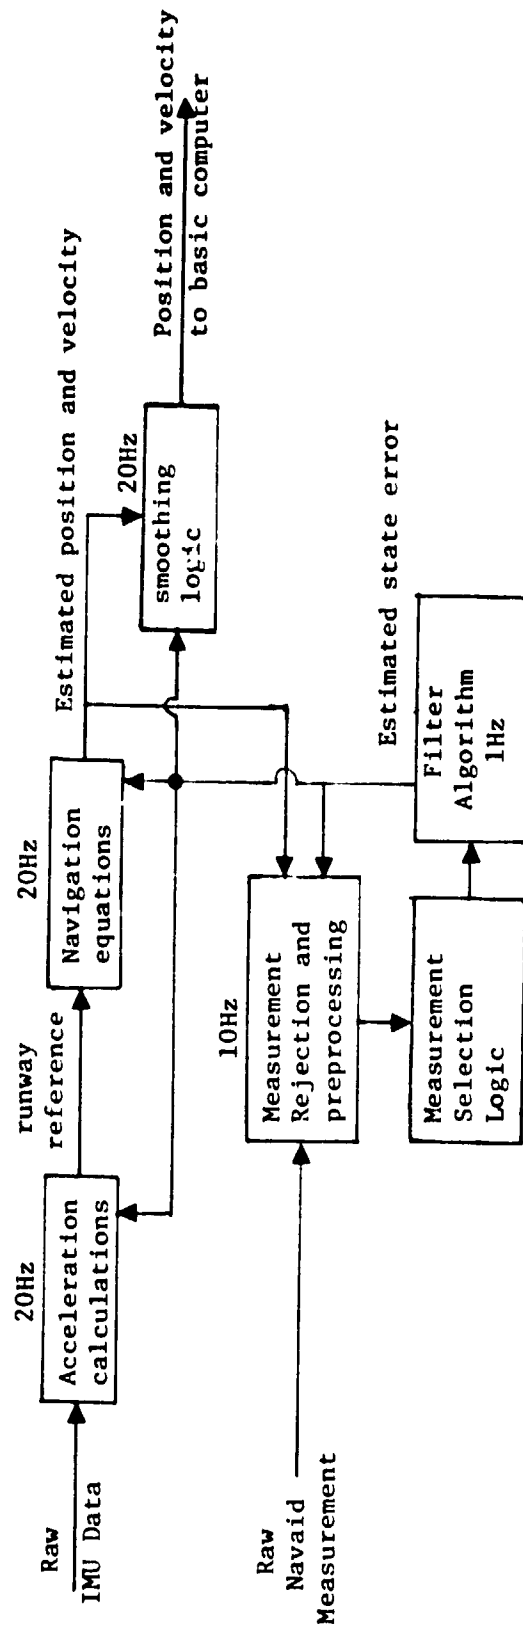 Raw
IMU Data
20Hz
Acceleration
calculations
runway
reference
20Hz
Navigation
equations
Estimated position and velocity
20Hz
smoothing
logic
Position and velocity
to basic computer
Raw
Navaid
Measurement
10Hz
Measurement
Rejection and
preprocessing
Measurement
Selection
Logic
Filter
Algorithm
1Hz
Estimated state error